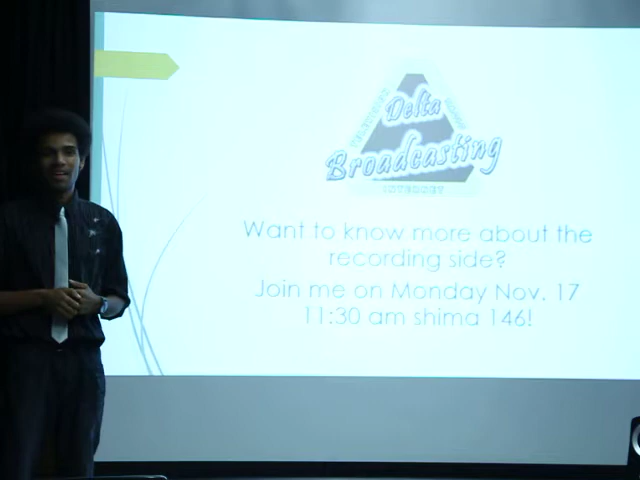 Delta
Broadcasting
INTERNET
Want to know more about the
recording side?
Join me on Monday Nov. 17
11:30 am shima 146!